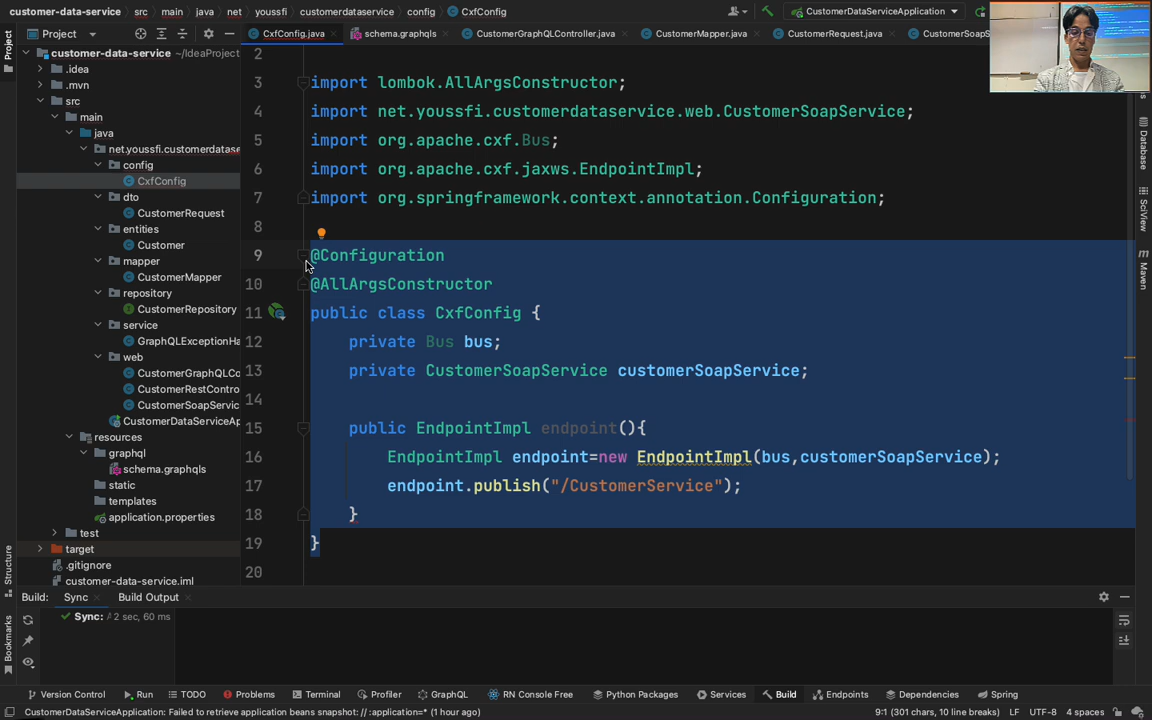 customer-data-service src main java net youssfi customerdataservice config CxfConfig
CustomerDataServiceApplication
Project
CxfConfig.java
schema.graphqls
CustomerGraphQLController.java
CustomerMapper.java
CustomerRequest.java
CustomerSoapS
Project
customer-data-service ~/IdeaProject
.idea
.mvn
src
main
java
net.youssfi.customerdatase
config
CxfConfig
dto
CustomerRequest
entities
Customer
mapper
CustomerMapper
repository
CustomerRepository
service
GraphQLExceptionHa
web
CustomerGraphQLCo
CustomerRestContro
CustomerSoapServic
CustomerDataServiceAp
resources
graphql
schema.graphqls
static
templates
application.properties
test
target
.gitignore
customer-data-service.iml
2
3 import lombok.AllArgsConstructor;
4 import net.youssfi.customerdataservice.web.CustomerSoapService;
5 import org.apache.cxf.Bus;
6 import org.apache.cxf.jaxws.EndpointImpl;
7 import org.springframework.context.annotation.Configuration;
8
9 @Configuration
10 @AllArgsConstructor
11 public class CxfConfig {
12 private Bus bus;
13 private CustomerSoapService customerSoapService;
14
15 public EndpointImpl endpoint(){
16 EndpointImpl endpoint=new EndpointImpl(bus,customerSoapService);
17 endpoint.publish("/CustomerService");
18 }
19 }
20
Database
SciView
Maven
Structure
Bookmarks
Build: Sync Build Output
Sync: 2 sec, 60 ms
Version Control Run TODO Problems Terminal Profiler GraphQL RN Console Free Python Packages Services Build Endpoints Dependencies Spring
CustomerDataServiceApplication: Failed to retrieve application beans snapshot: // :application=* (1 hour ago)
9:1 (301 chars, 10 line breaks) LF UTF-8 4 spaces